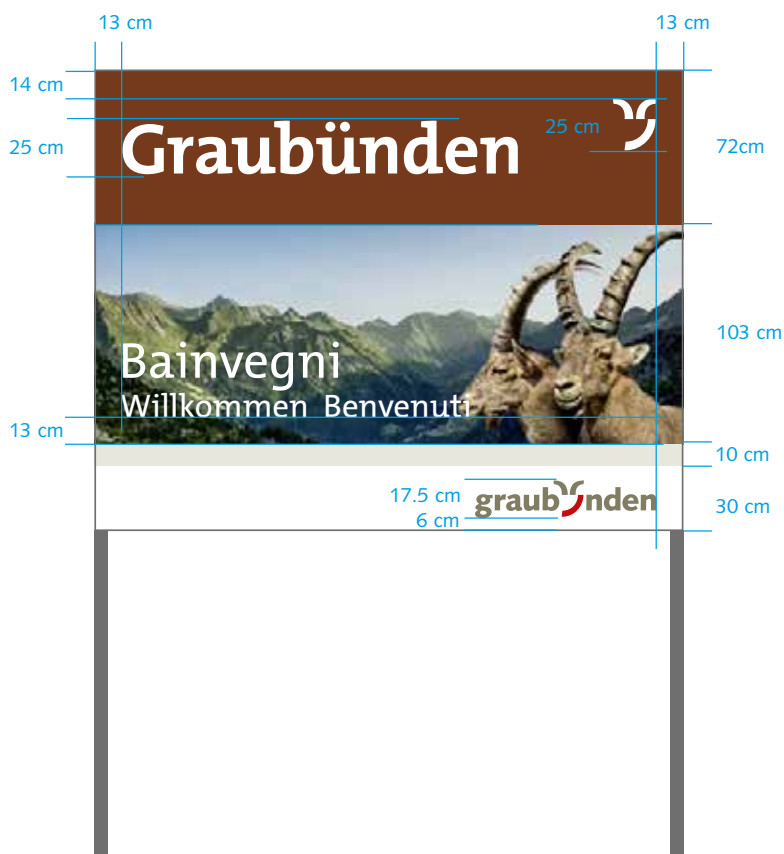 13 cm 13 cm
14 cm
25 cm
Graubünden
25 cm
72cm
103 cm
Bainvegni
Willkommen Benvenuti
13 cm
10 cm
17.5 cm
graubünden
6 cm
30 cm